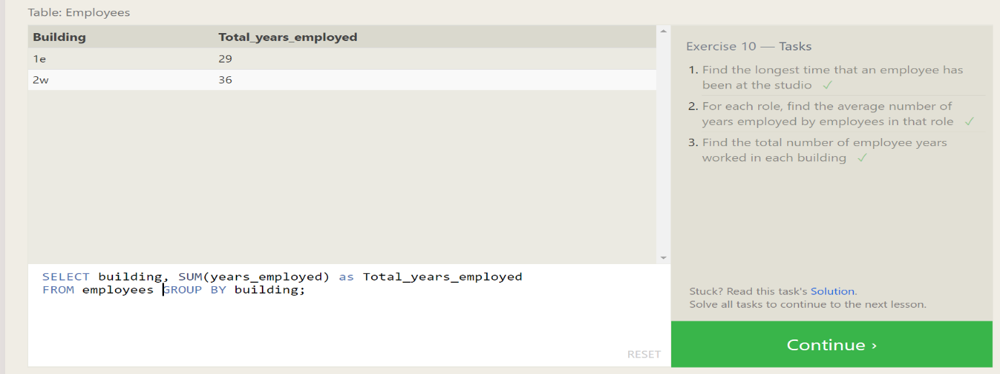 Table: Employees
Building Total_years_employed
1e 29
2w 36
SELECT building, SUM(years_employed) as Total_years_employed
FROM employees GROUP BY building;
RESET
Exercise 10 — Tasks
1. Find the longest time that an employee has
been at the studio ✓
2. For each role, find the average number of
years employed by employees in that role ✓
3. Find the total number of employee years
worked in each building ✓
Stuck? Read this task's Solution.
Solve all tasks to continue to the next lesson.
Continue ›